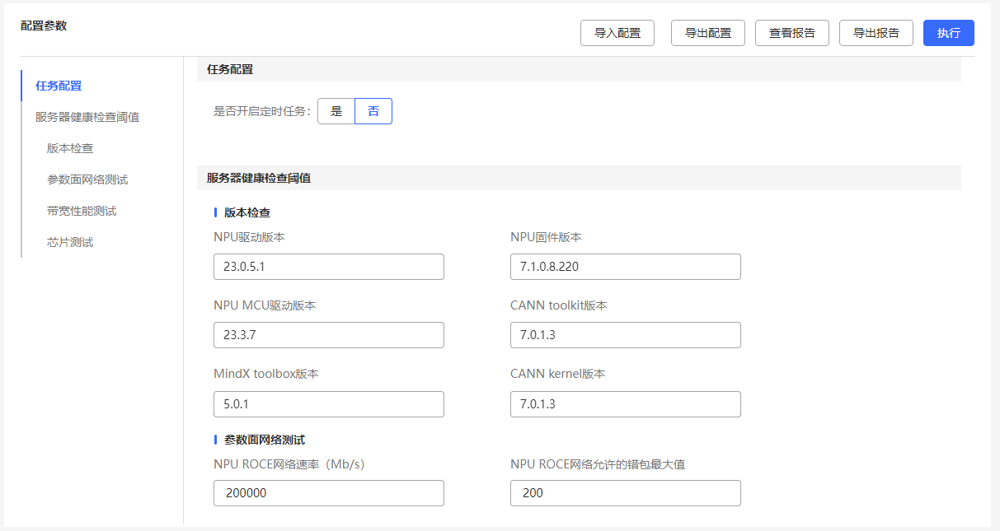 配置参数
导入配置
导出配置
查看报告
导出报告
执行
任务配置
服务器健康检查阈值
版本检查
参数面网络测试
带宽性能测试
芯片测试
任务配置
是否开启定时任务：
是
否
服务器健康检查阈值
版本检查
NPU驱动版本
NPU固件版本
23.0.5.1
7.1.0.8.220
NPU MCU驱动版本
CANN toolkit版本
23.3.7
7.0.1.3
MindX toolbox版本
CANN kernel版本
5.0.1
7.0.1.3
参数面网络测试
NPU ROCE网络速率（Mb/s）
NPU ROCE网络允许的错包最大值
200000
200